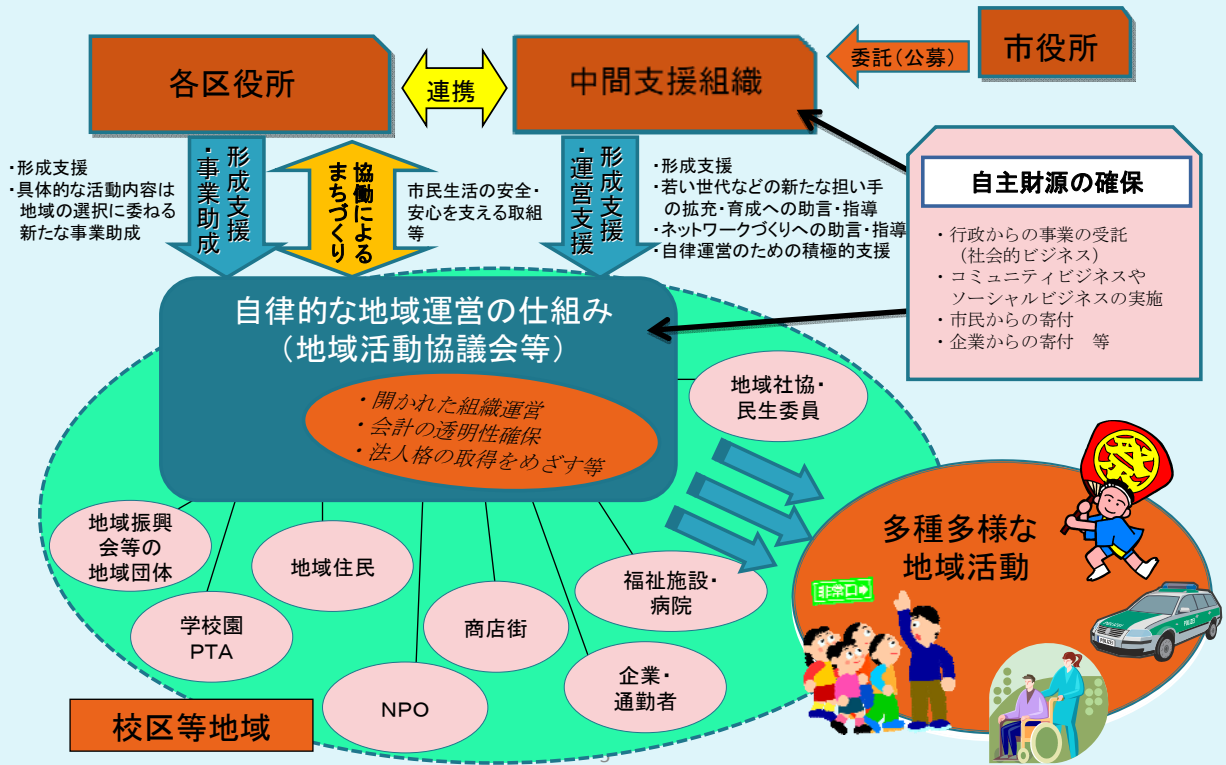 各区役所
連携
中間支援組織
委託(公募)
市役所
・形成支援
・具体的な活動内容は
地域の選択に委ねる
新たな事業助成
形成支援
・事業助成
協働による
まちづくり
市民生活の安全・
安心を支える取組
等
形成支援
・運営支援
・形成支援
・若い世代などの新たな担い手
の拡充・育成への助言・指導
・ネットワークづくりへの助言・指導
・自律運営のための積極的支援
自主財源の確保
・行政からの事業の受託
(社会的ビジネス)
・コミュニティビジネスや
ソーシャルビジネスの実施
・市民からの寄付
・企業からの寄付 等
自律的な地域運営の仕組み
(地域活動協議会等)
・開かれた組織運営
・会計の透明性確保
・法人格の取得をめざす等
地域社協・
民生委員
地域振興
会等の
地域団体
学校園
PTA
地域住民
NPO
商店街
福祉施設・
病院
企業・
通勤者
校区等地域
多種多様な
地域活動
祭
非常口
POLIZEI